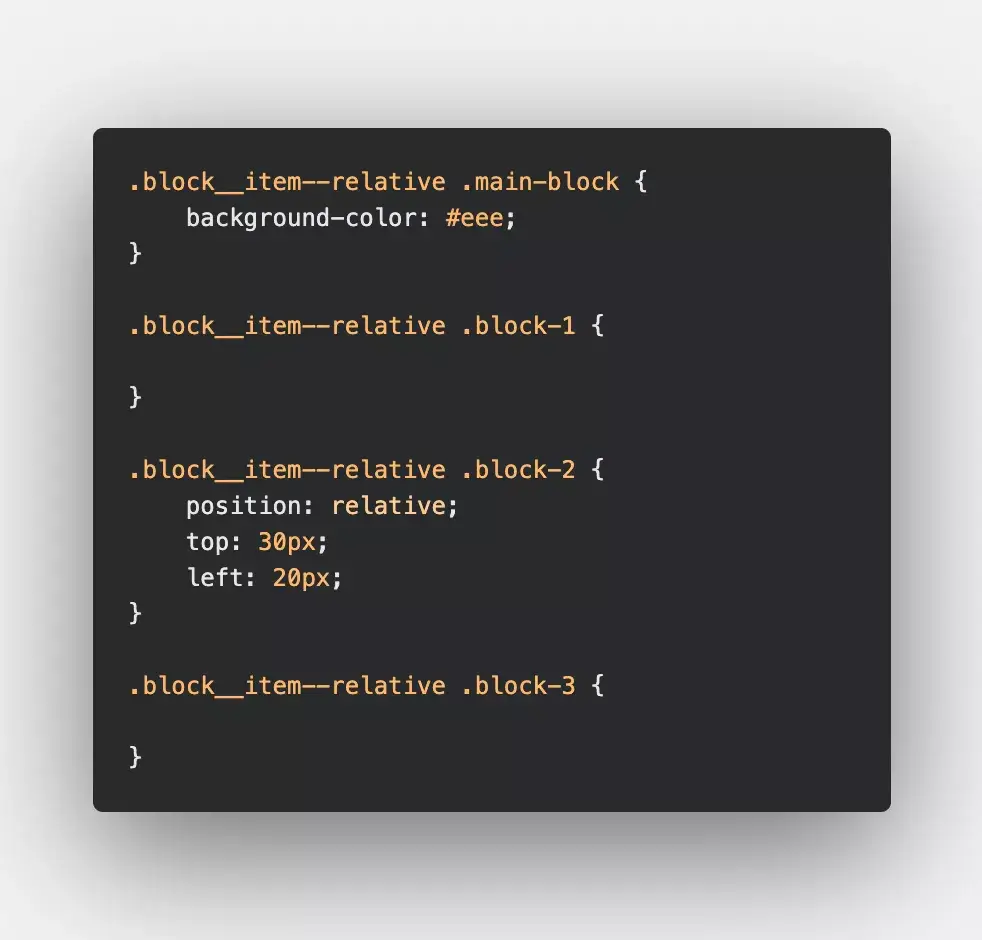 .block__item--relative .main-block {
    background-color: #eee;
}
.block__item--relative .block-1 {
}
.block__item--relative .block-2 {
    position: relative;
    top: 30px;
    left: 20px;
}
.block__item--relative .block-3 {
}